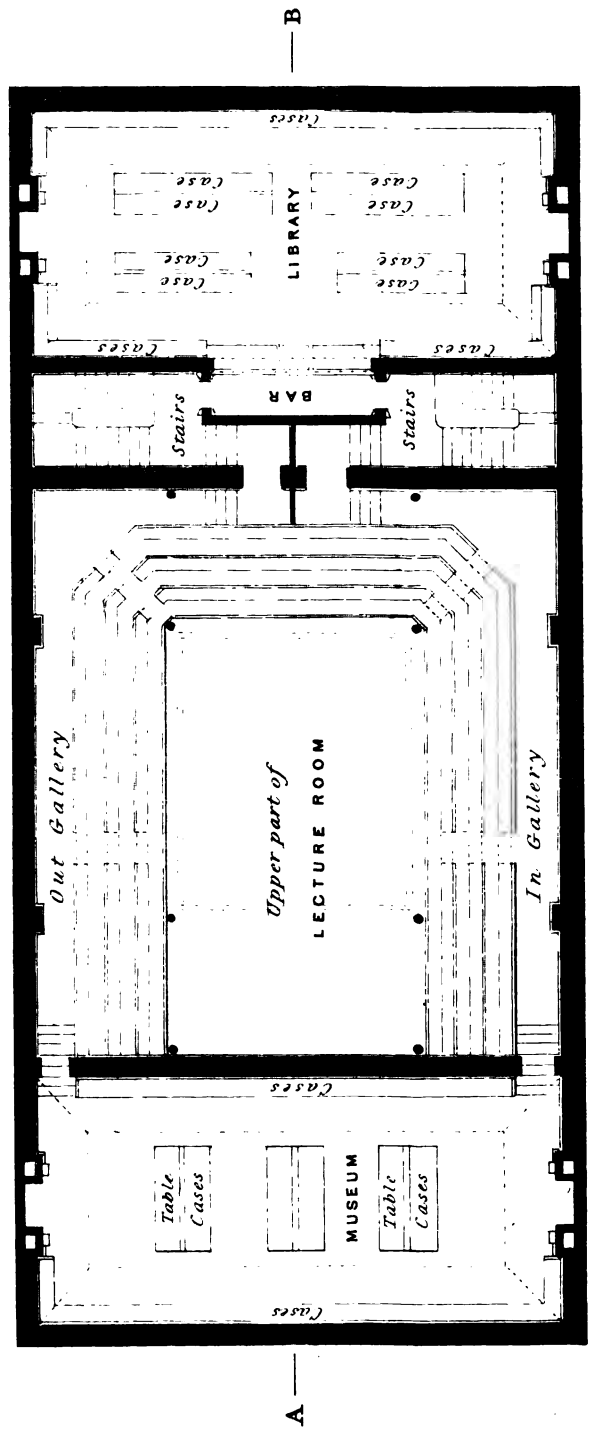 B
Cases
Case
Case
Case
Case
LIBRARY
Case
Case
Case
Case
Cases
Cases
BAR
Stairs
Stairs
Out Gallery
Upper part of
LECTURE ROOM
In Gallery
Cases
Table
Cases
MUSEUM
Table
Cases
Cases
A